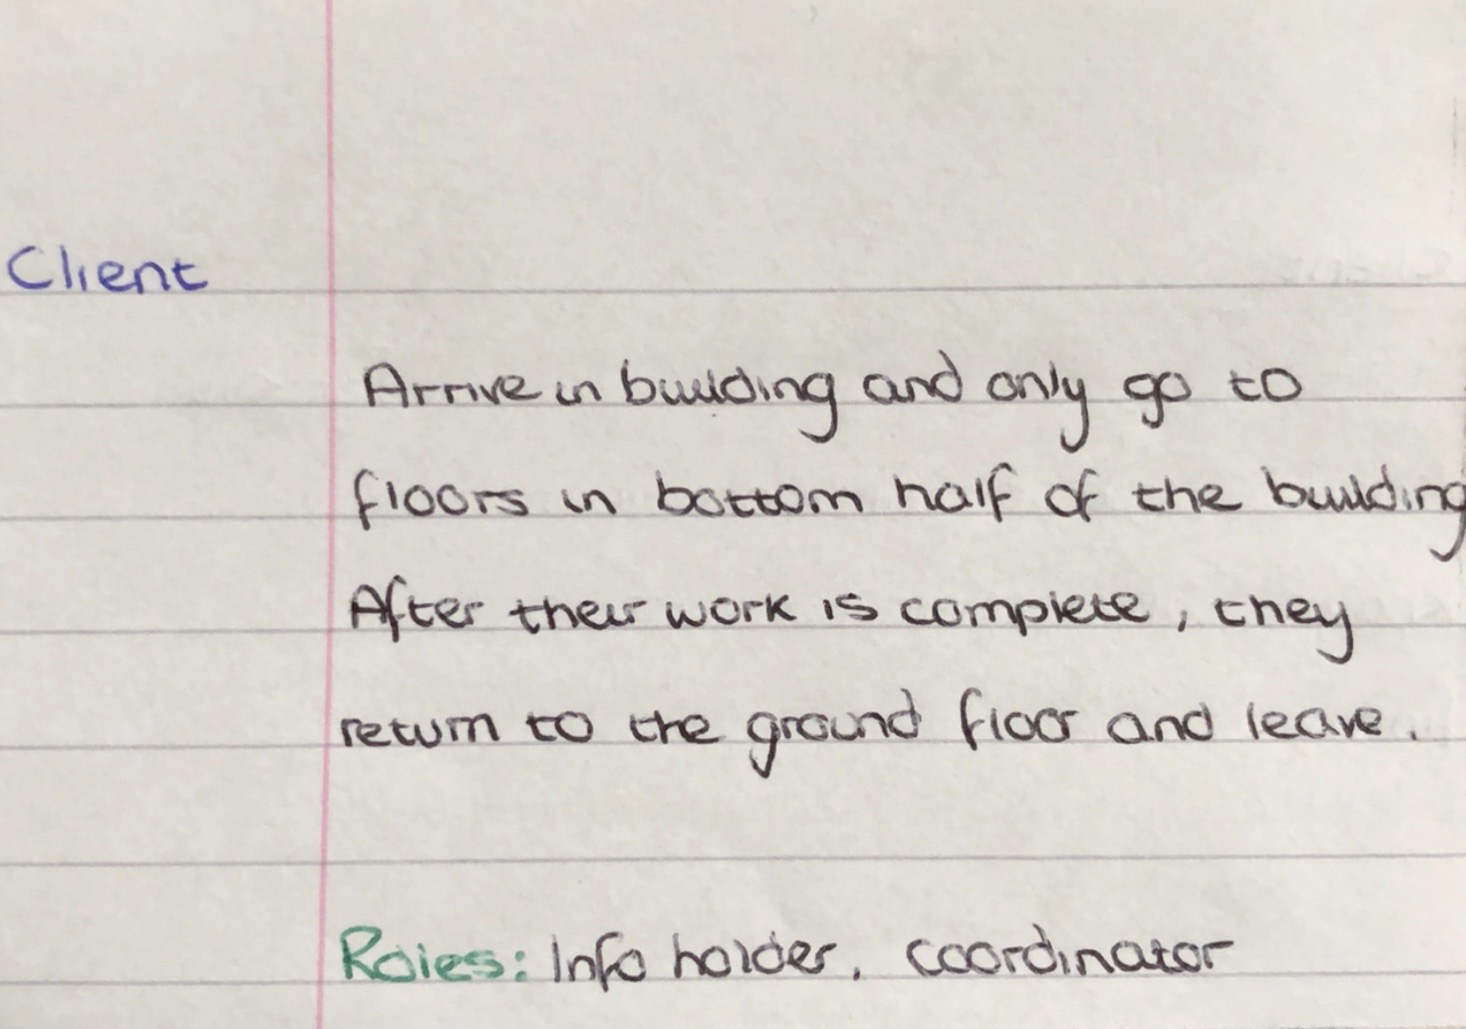 Client
Arrive in building and only go to
floors in bottom half of the building
After their work is complete, they
return to the ground floor and leave.
Roles: Info holder, coordinator